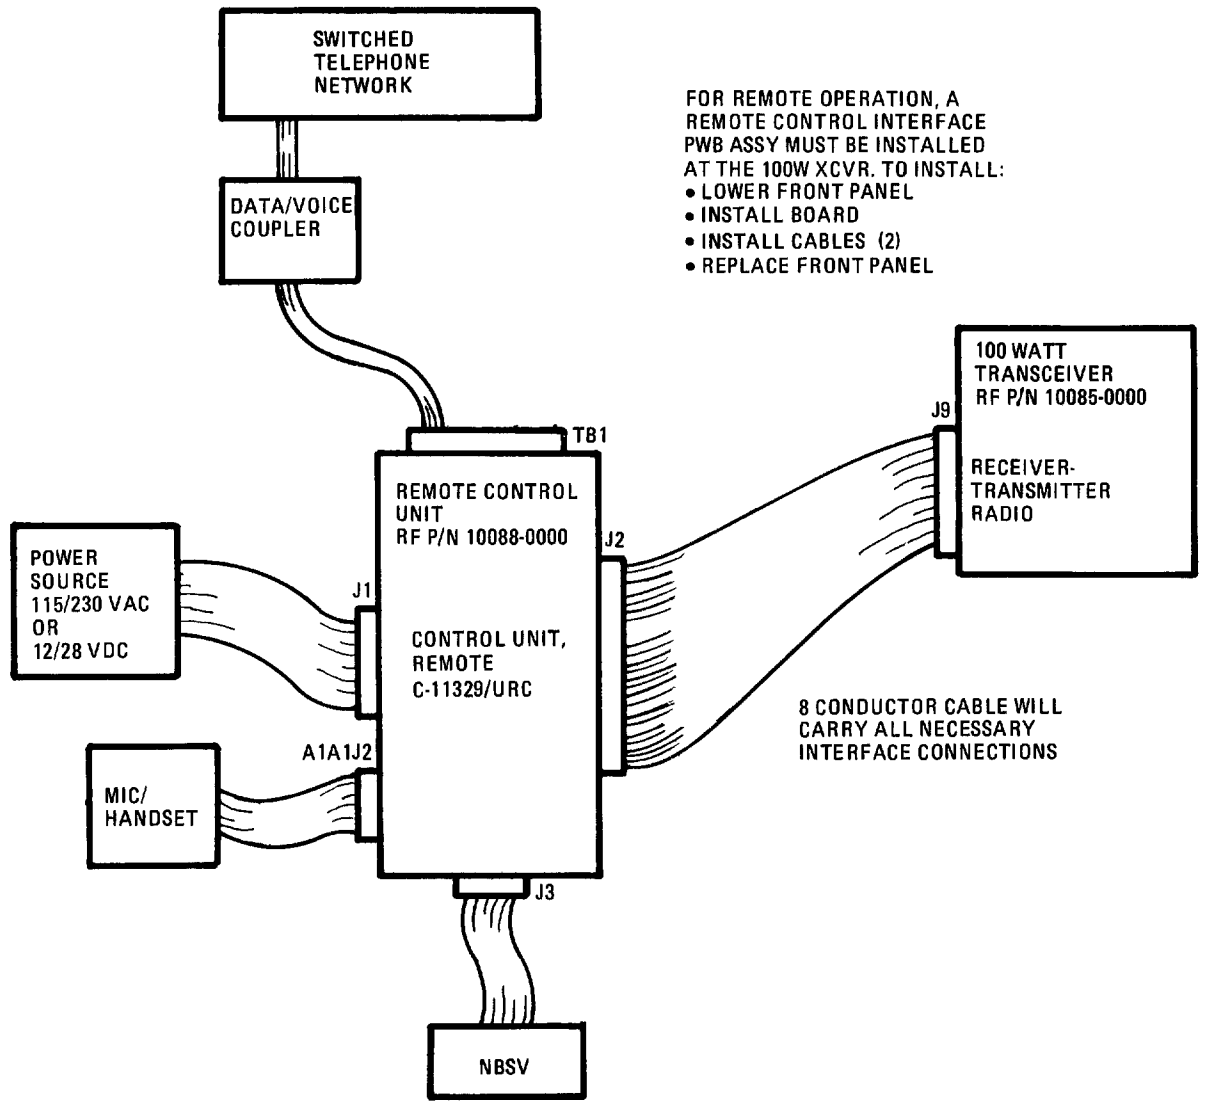 SWITCHED
TELEPHONE
NETWORK
FOR REMOTE OPERATION, A
REMOTE CONTROL INTERFACE
PWB ASSY MUST BE INSTALLED
AT THE 100W XCVR. TO INSTALL:
• LOWER FRONT PANEL
• INSTALL BOARD
• INSTALL CABLES (2)
• REPLACE FRONT PANEL
DATA/VOICE
COUPLER
100 WATT
TRANSCEIVER
RF P/N 10085-0000
J9
RECEIVER-
TRANSMITTER
RADIO
TB1
REMOTE CONTROL
UNIT
RF P/N 10088-0000
J2
POWER
SOURCE
115/230 VAC
OR
12/28 VDC
J1
CONTROL UNIT,
REMOTE
C-11329/URC
8 CONDUCTOR CABLE WILL
CARRY ALL NECESSARY
INTERFACE CONNECTIONS
A1A1J2
MIC/
HANDSET
J3
NBSV